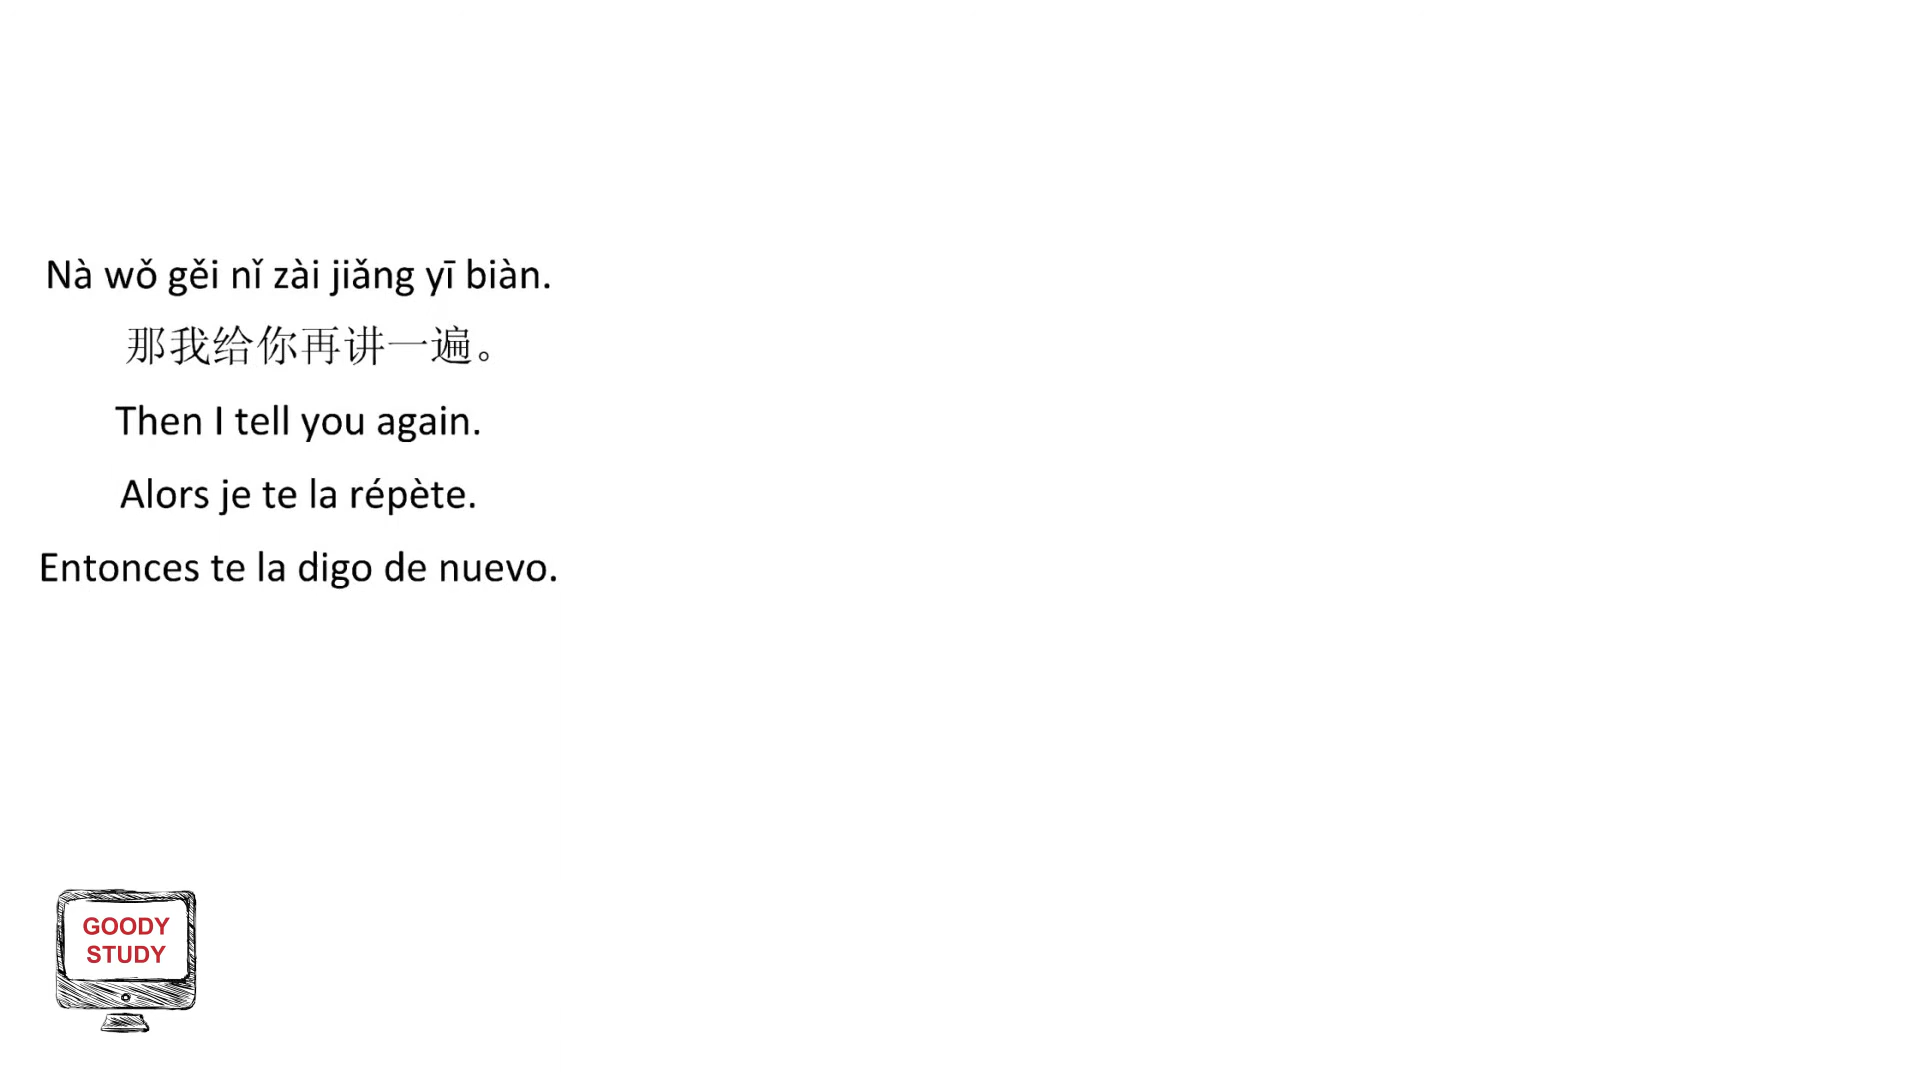 Nà wǒ gěi nǐ zài jiǎng yī biàn.
那我给你再讲一遍。
Then I tell you again.
Alors je te la répète.
Entonces te la digo de nuevo.
GOODY
STUDY